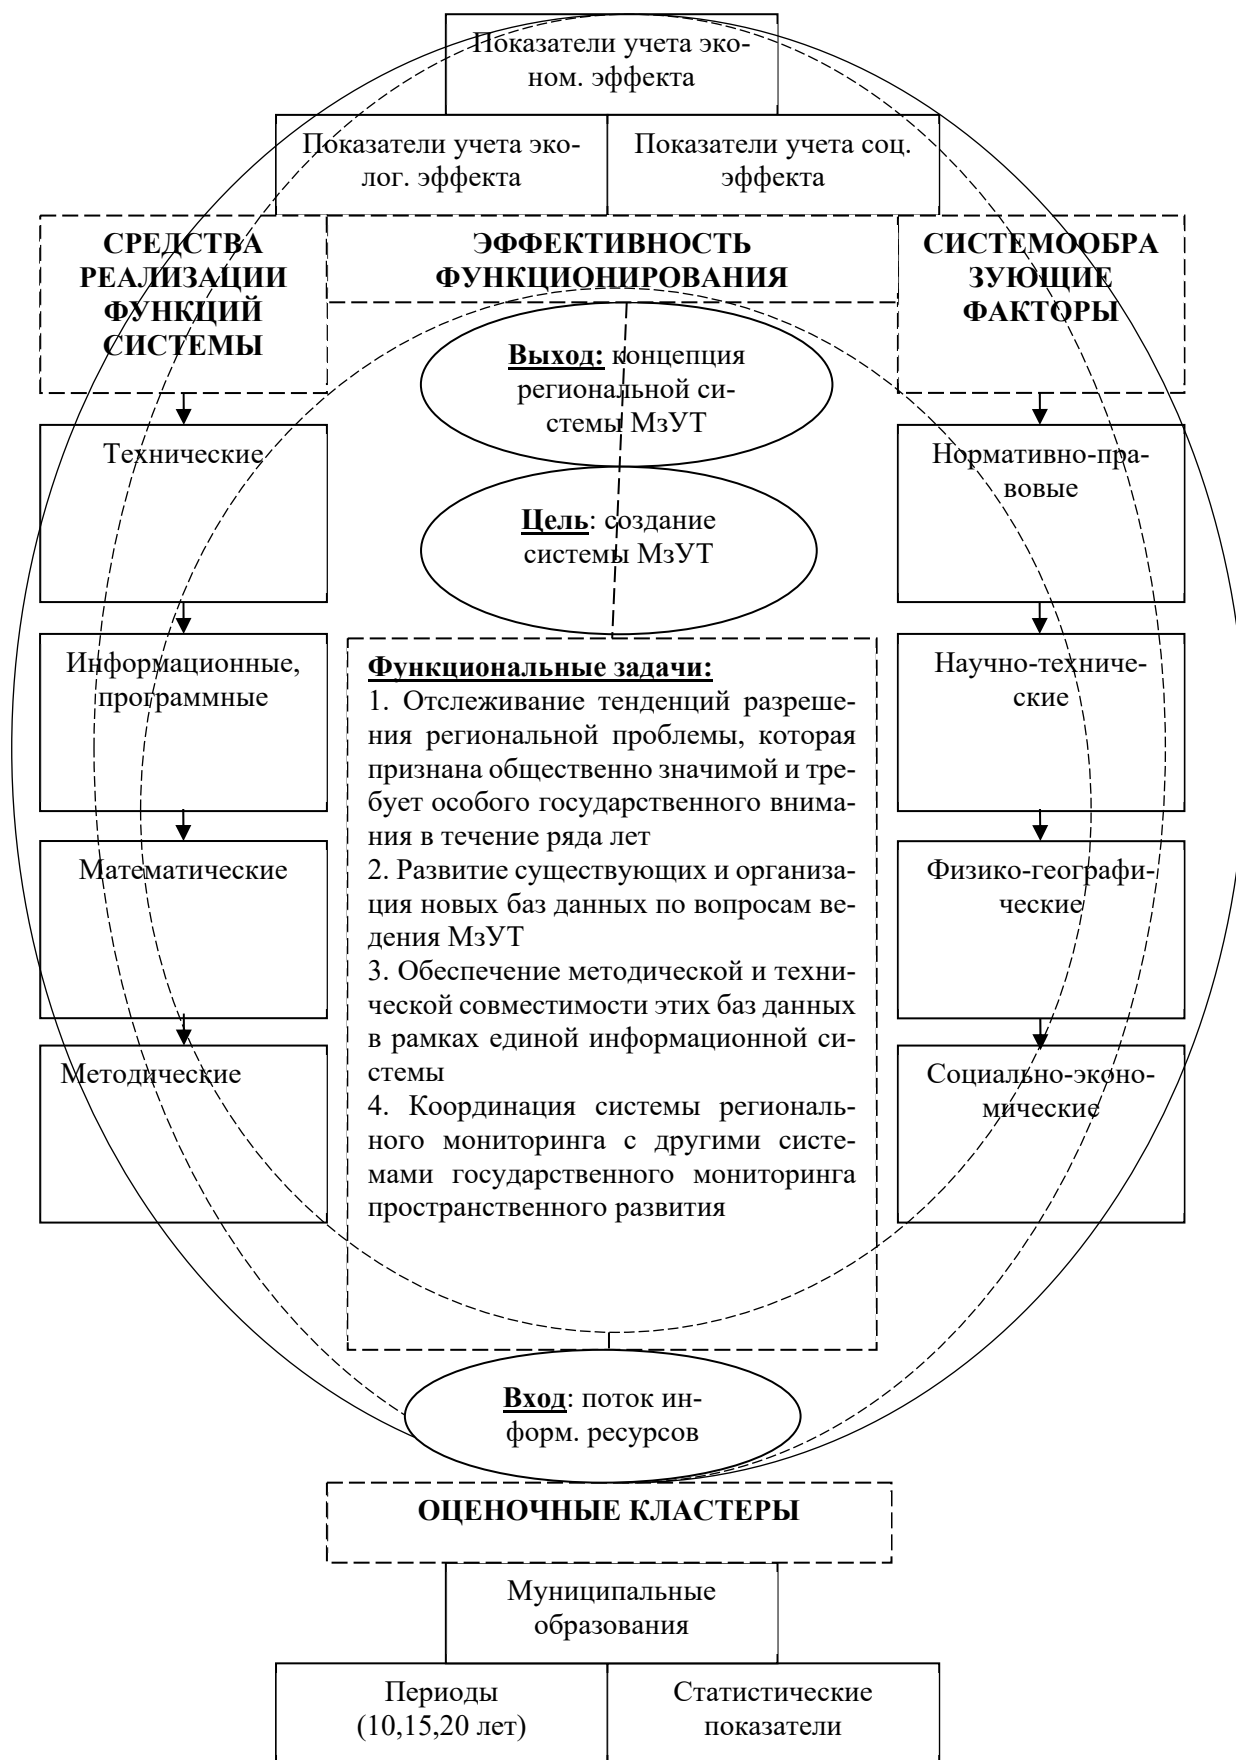 Показатели учета эко-
ном. эффекта
Показатели учета эко-
лог. эффекта
Показатели учета соц.
эффекта
СРЕДСТВА
РЕАЛИЗАЦИИ
ФУНКЦИЙ
СИСТЕМЫ
ЭФФЕКТИВНОСТЬ
ФУНКЦИОНИРОВАНИЯ
СИСТЕМООБРА
ЗУЮЩИЕ
ФАКТОРЫ
Выход: концепция
региональной си-
стемы МзУТ
Цель: создание
системы МзУТ
Технические
Информационные,
программные
Математические
Методические
Функциональные задачи:
1. Отслеживание тенденций разреше-
ния региональной проблемы, которая
признана общественно значимой и тре-
бует особого государственного внима-
ния в течение ряда лет
2. Развитие существующих и организа-
ция новых баз данных по вопросам ве-
дения МзУТ
3. Обеспечение методической и техни-
ческой совместимости этих баз данных
в рамках единой информационной си-
стемы
4. Координация системы региональ-
ного мониторинга с другими систе-
мами государственного мониторинга
пространственного развития
Нормативно-пра-
вовые
Научно-техниче-
ские
Физико-географи-
ческие
Социально-эконо-
мические
Вход: поток ин-
форм. ресурсов
ОЦЕНОЧНЫЕ КЛАСТЕРЫ
Муниципальные
образования
Периоды
(10,15,20 лет)
Статистические
показатели